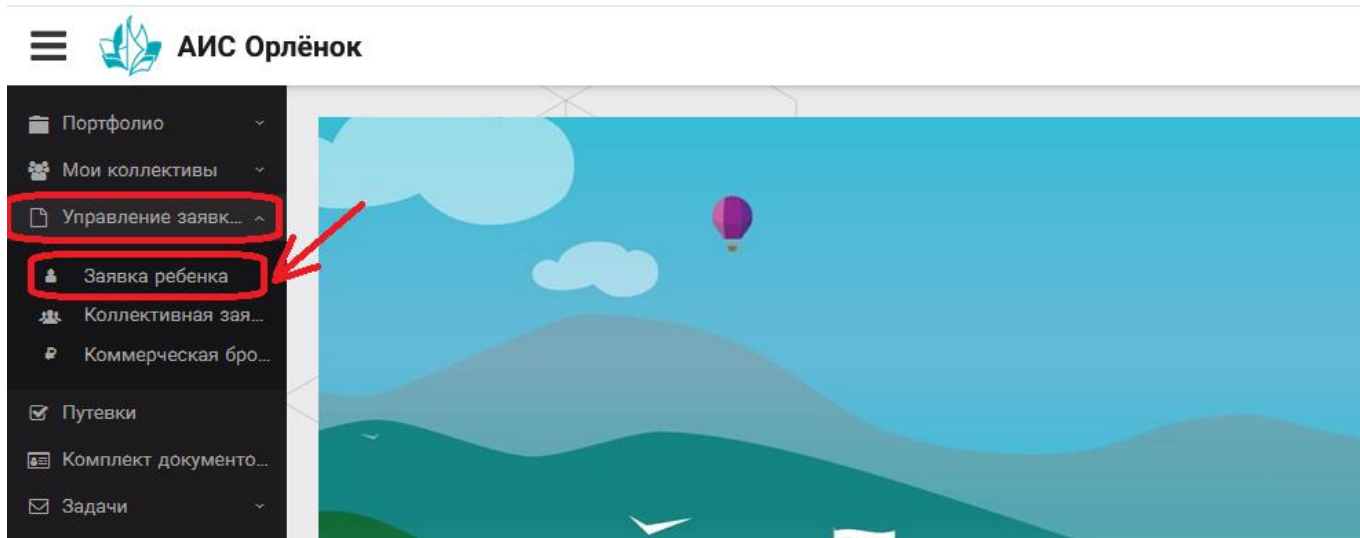 АИС Орлёнок
Портфолио
Мои коллективы
Управление заявк...
Заявка ребенка
Коллективная зая...
Коммерческая бро...
Путевки
Комплект документо...
Задачи